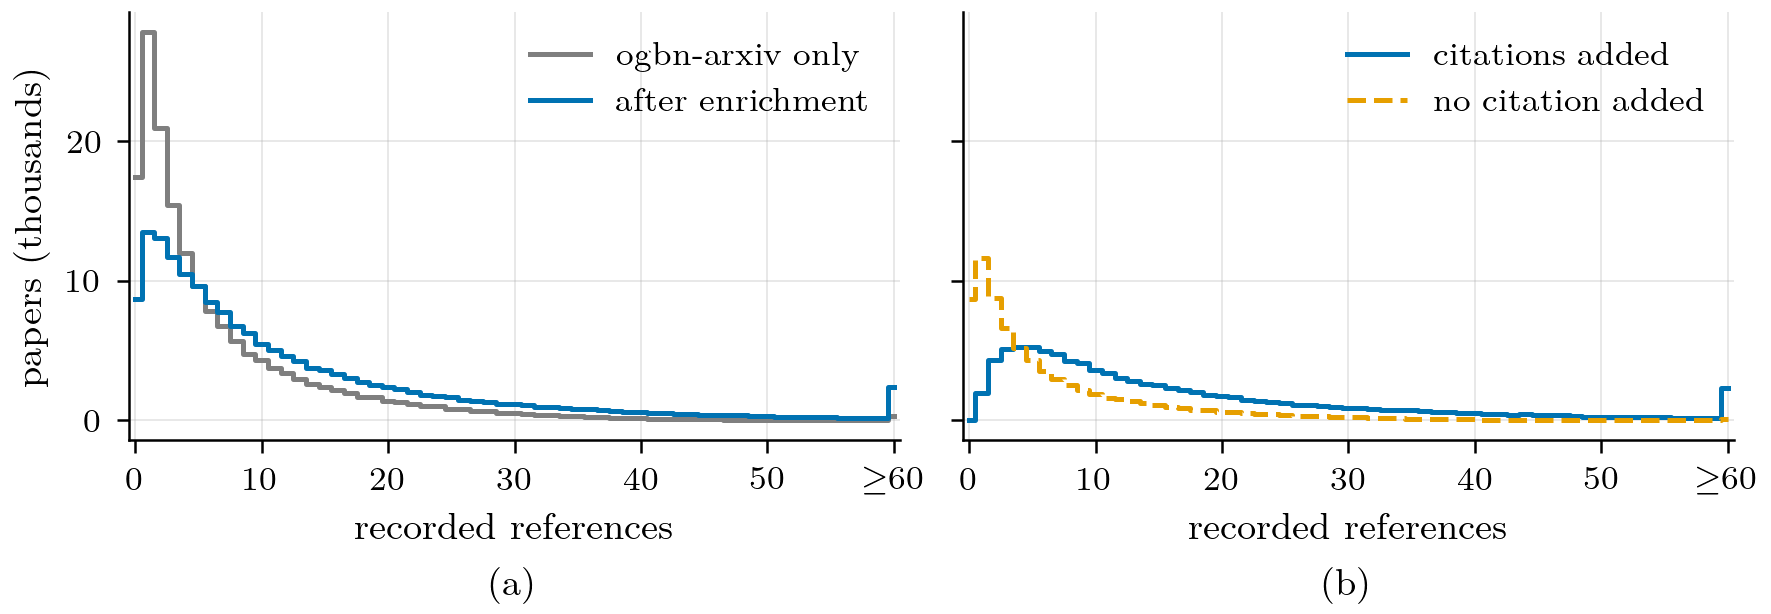 papers (thousands)
20
10
0
ogbn-arxiv only
after enrichment
0 10 20 30 40 50 ≥60
recorded references
(a)
citations added
no citation added
0 10 20 30 40 50 ≥60
recorded references
(b)